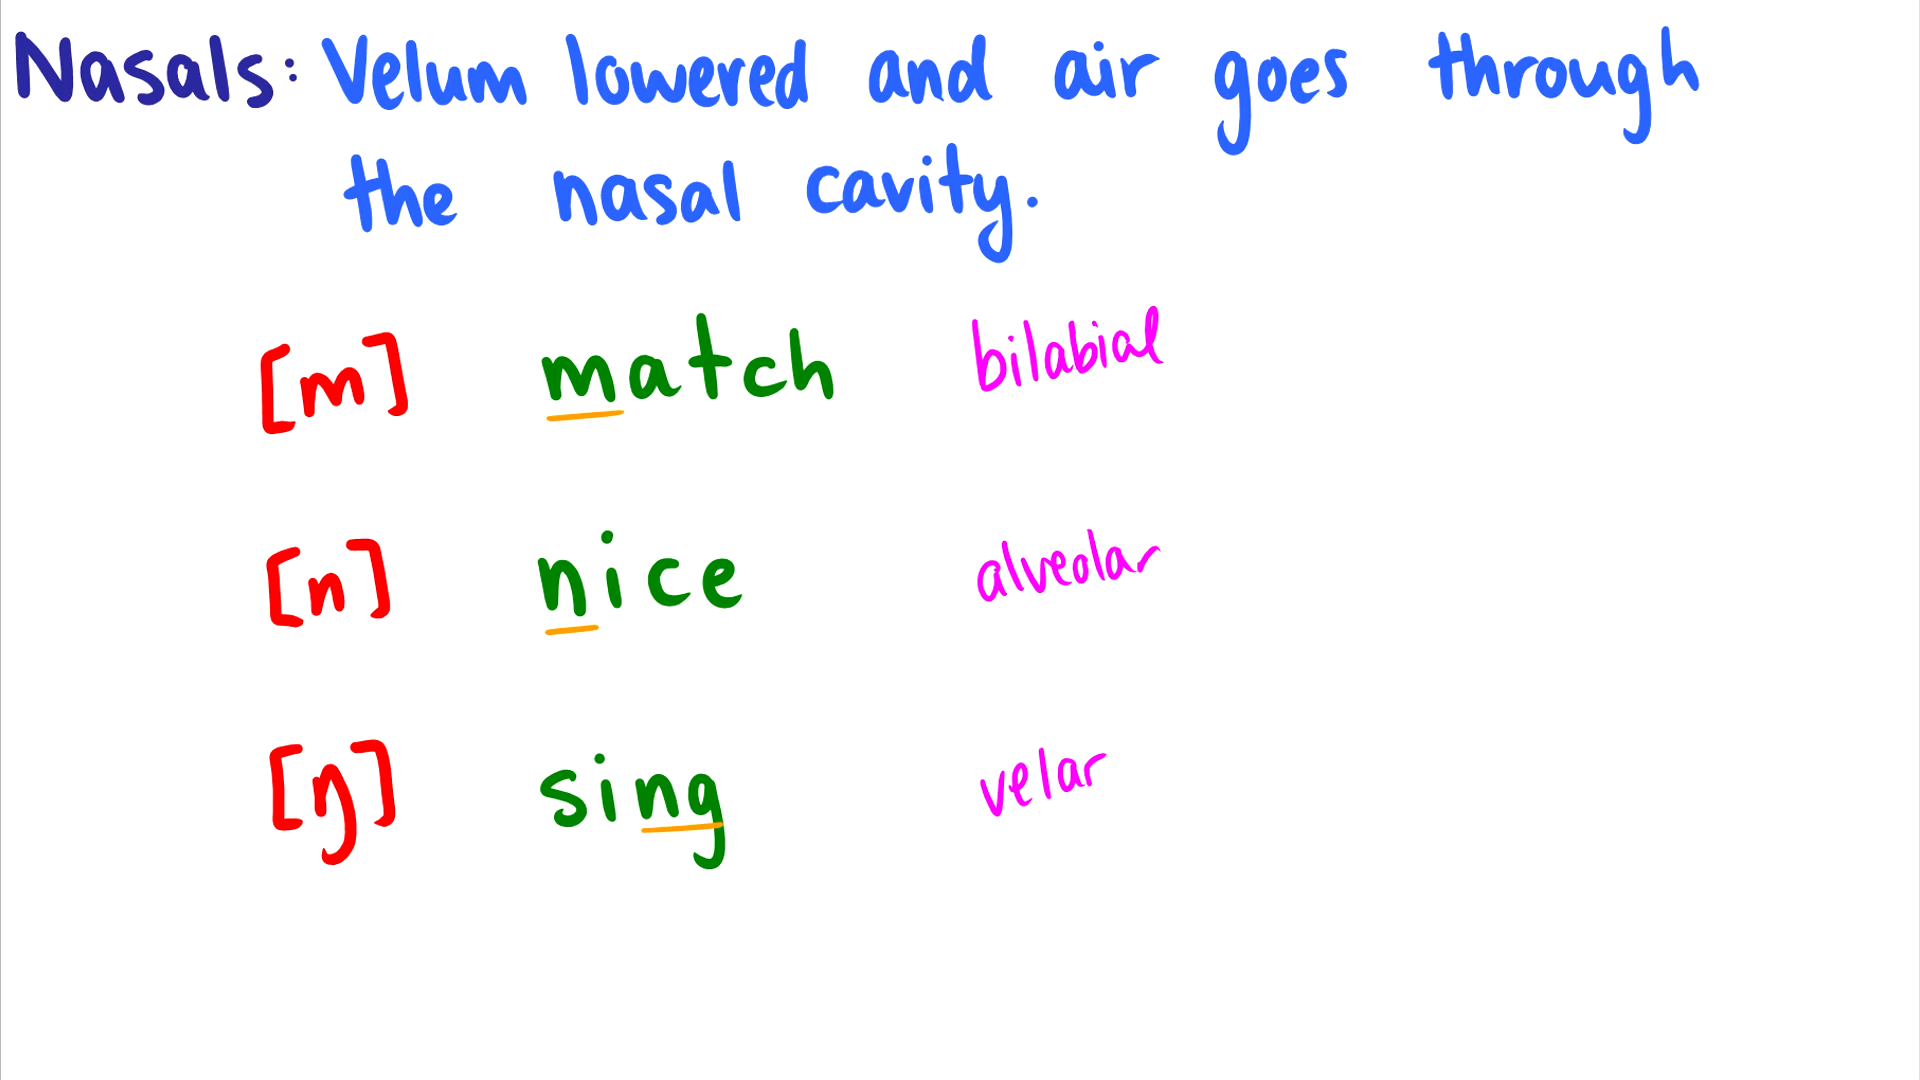 Nasals: Velum lowered and air goes through
the nasal cavity.
[m] match bilabial
[n] nice alveolar
[ŋ] sing velar